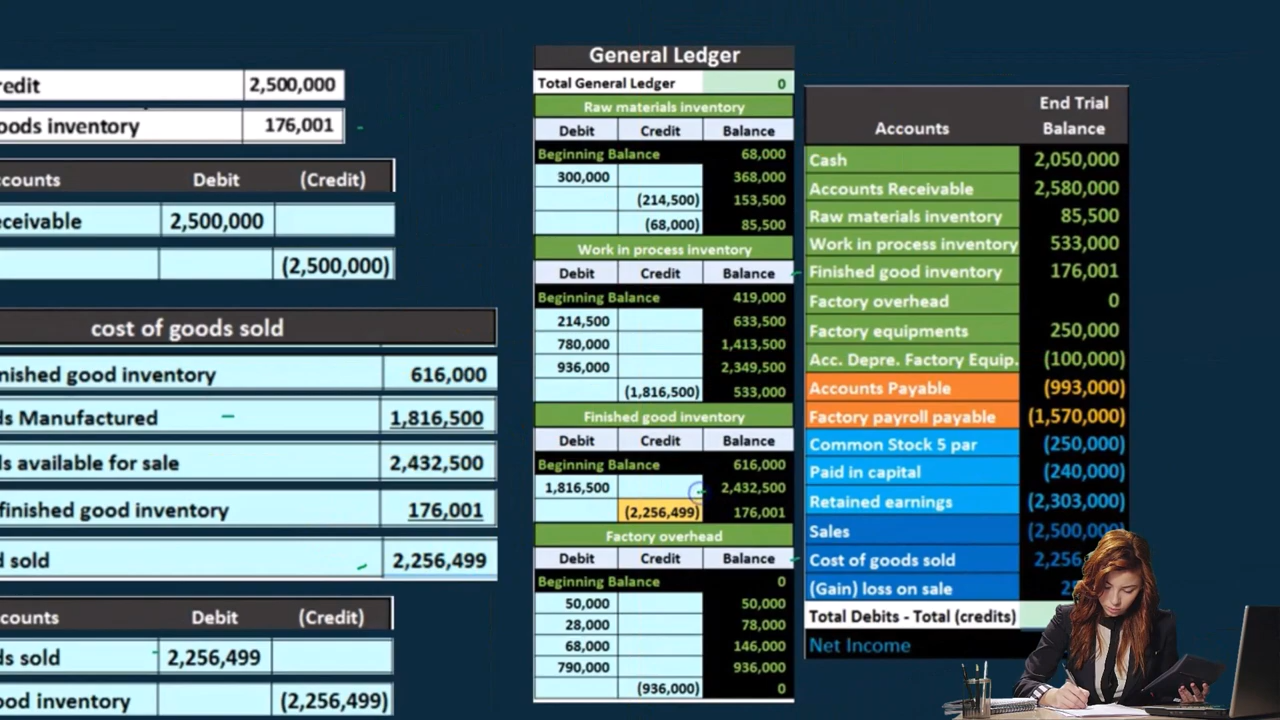 redit 2,500,000
oods inventory 176,001
ccounts Debit (Credit)
eceivable 2,500,000
(2,500,000)
cost of goods sold
nished good inventory 616,000
ds Manufactured 1,816,500
ds available for sale 2,432,500
finished good inventory 176,001
d sold 2,256,499
counts Debit (Credit)
ds sold 2,256,499
ood inventory (2,256,499)
General Ledger
Total General Ledger 0
Raw materials inventory
Debit Credit Balance
Beginning Balance 68,000
300,000 368,000
(214,500) 153,500
(68,000) 85,500
Work in process inventory
Debit Credit Balance
Beginning Balance 419,000
214,500 633,500
780,000 1,413,500
936,000 2,349,500
(1,816,500) 533,000
Finished good inventory
Debit Credit Balance
Beginning Balance 616,000
1,816,500 2,432,500
(2,256,499) 176,001
Factory overhead
Debit Credit Balance
Beginning Balance 0
50,000 50,000
28,000 78,000
68,000 146,000
790,000 936,000
(936,000) 0
End Trial
Accounts Balance
Cash 2,050,000
Accounts Receivable 2,580,000
Raw materials inventory 85,500
Work in process inventory 533,000
Finished good inventory 176,001
Factory overhead 0
Factory equipments 250,000
Acc. Depre. Factory Equip. (100,000)
Accounts Payable (993,000)
Factory payroll payable (1,570,000)
Common Stock 5 par (250,000)
Paid in capital (240,000)
Retained earnings (2,303,000)
Sales (2,500,000)
Cost of goods sold 2,256
(Gain) loss on sale
Total Debits - Total (credits)
Net Income